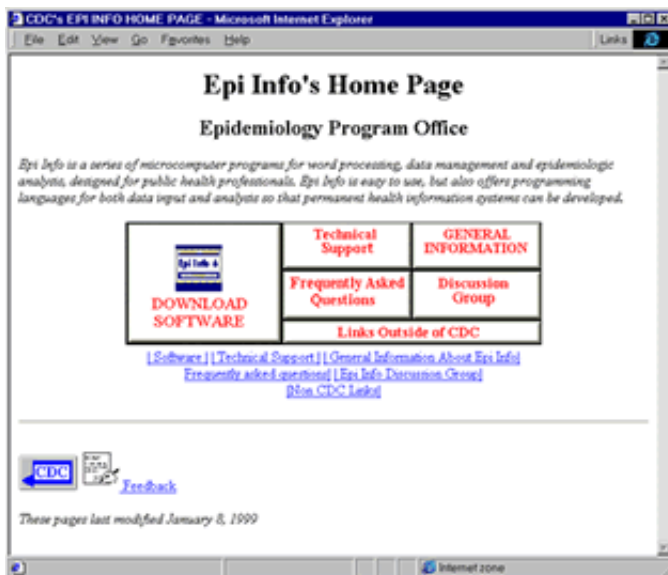 CDC's EPI INFO HOME PAGE - Microsoft Internet Explorer
File Edit View Go Favorites Help
Links
Epi Info's Home Page
Epidemiology Program Office
Epi Info is a series of microcomputer programs for word processing, data management and epidemiologic
analysis, designed for public health professionals. Epi Info is easy to use, but also offers programming
languages for both data input and analysis so that permanent health information systems can be developed.
Epi Info 6
DOWNLOAD
SOFTWARE
Technical
Support
GENERAL
INFORMATION
Frequently Asked
Questions
Discussion
Group
Links Outside of CDC
[ Software ] [ Technical Support ] [ General Information About Epi Info]
Frequently asked questions] [ Epi Info Discussion Group]
[Non CDC Links]
CDC
Feedback
These pages last modified January 8, 1999
Internet zone